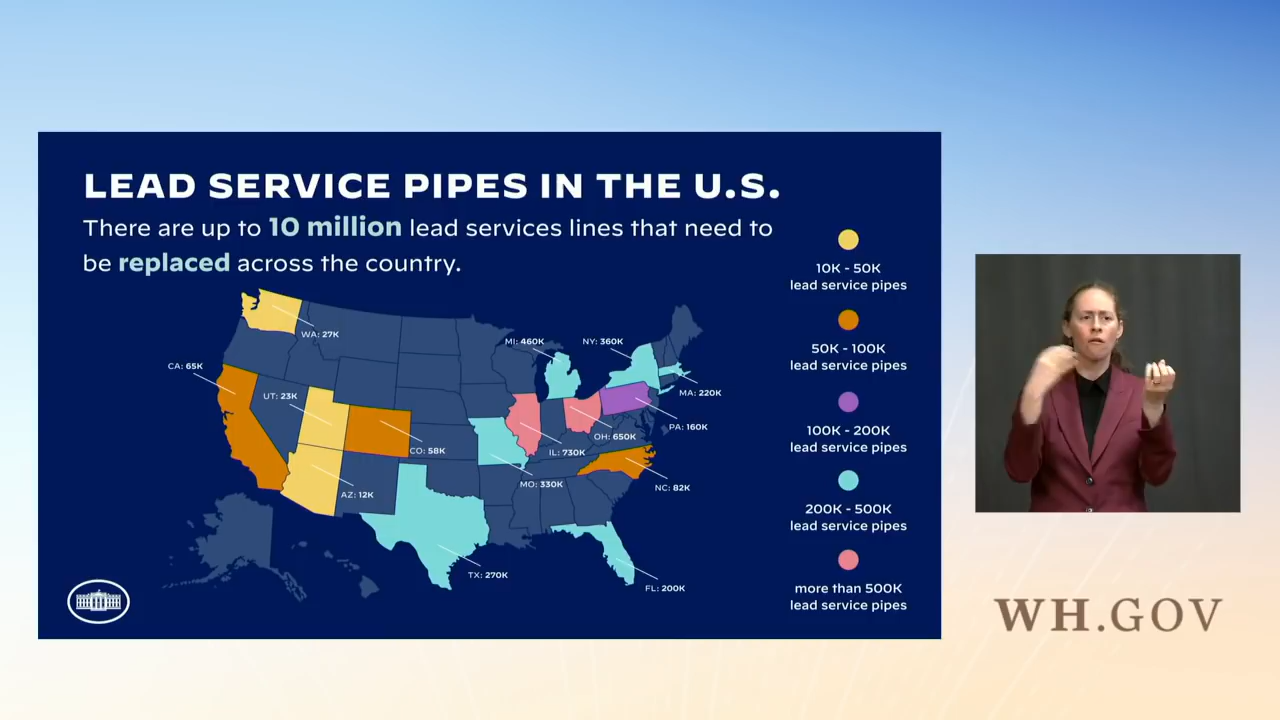 LEAD SERVICE PIPES IN THE U.S.
There are up to 10 million lead services lines that need to
be replaced across the country.
10K - 50K
lead service pipes
50K - 100K
lead service pipes
100K - 200K
lead service pipes
200K - 500K
lead service pipes
more than 500K
lead service pipes
WA: 27K
MI: 460K
NY: 360K
CA: 65K
UT: 23K
MA: 220K
PA: 160K
OH: 650K
CO: 58K
IL: 730K
MO: 330K
NC: 82K
AZ: 12K
TX: 270K
FL: 200K
WH.GOV